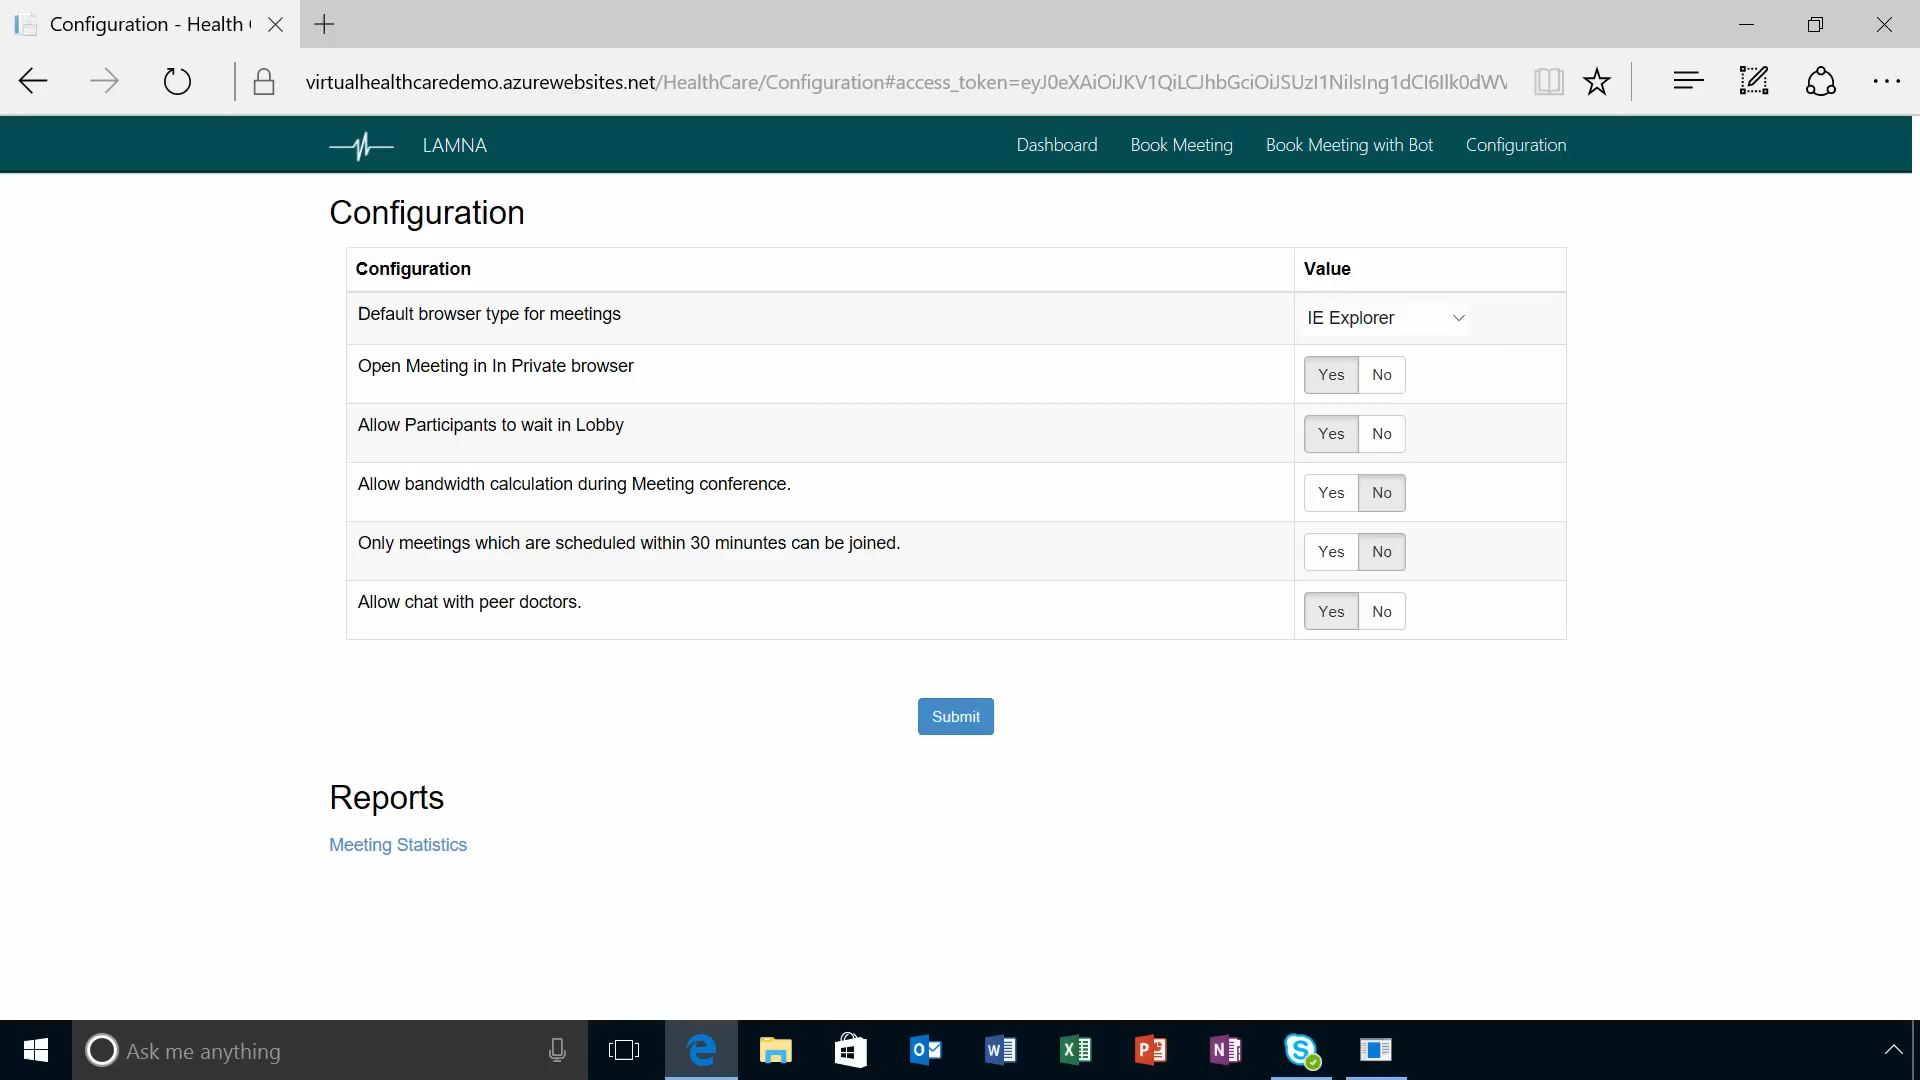 Configuration - Health
virtualhealthcaredemo.azurewebsites.net/HealthCare/Configuration#access_token=eyJ0eXAiOiJKV1QiLCJhbGciOiJSUzI1NiIsIng1dCI6Ilk0dWV
LAMNA
Dashboard Book Meeting Book Meeting with Bot Configuration
Configuration
Configuration Value
Default browser type for meetings IE Explorer
Open Meeting in In Private browser Yes No
Allow Participants to wait in Lobby Yes No
Allow bandwidth calculation during Meeting conference. Yes No
Only meetings which are scheduled within 30 minuntes can be joined. Yes No
Allow chat with peer doctors. Yes No
Submit
Reports
Meeting Statistics
Ask me anything